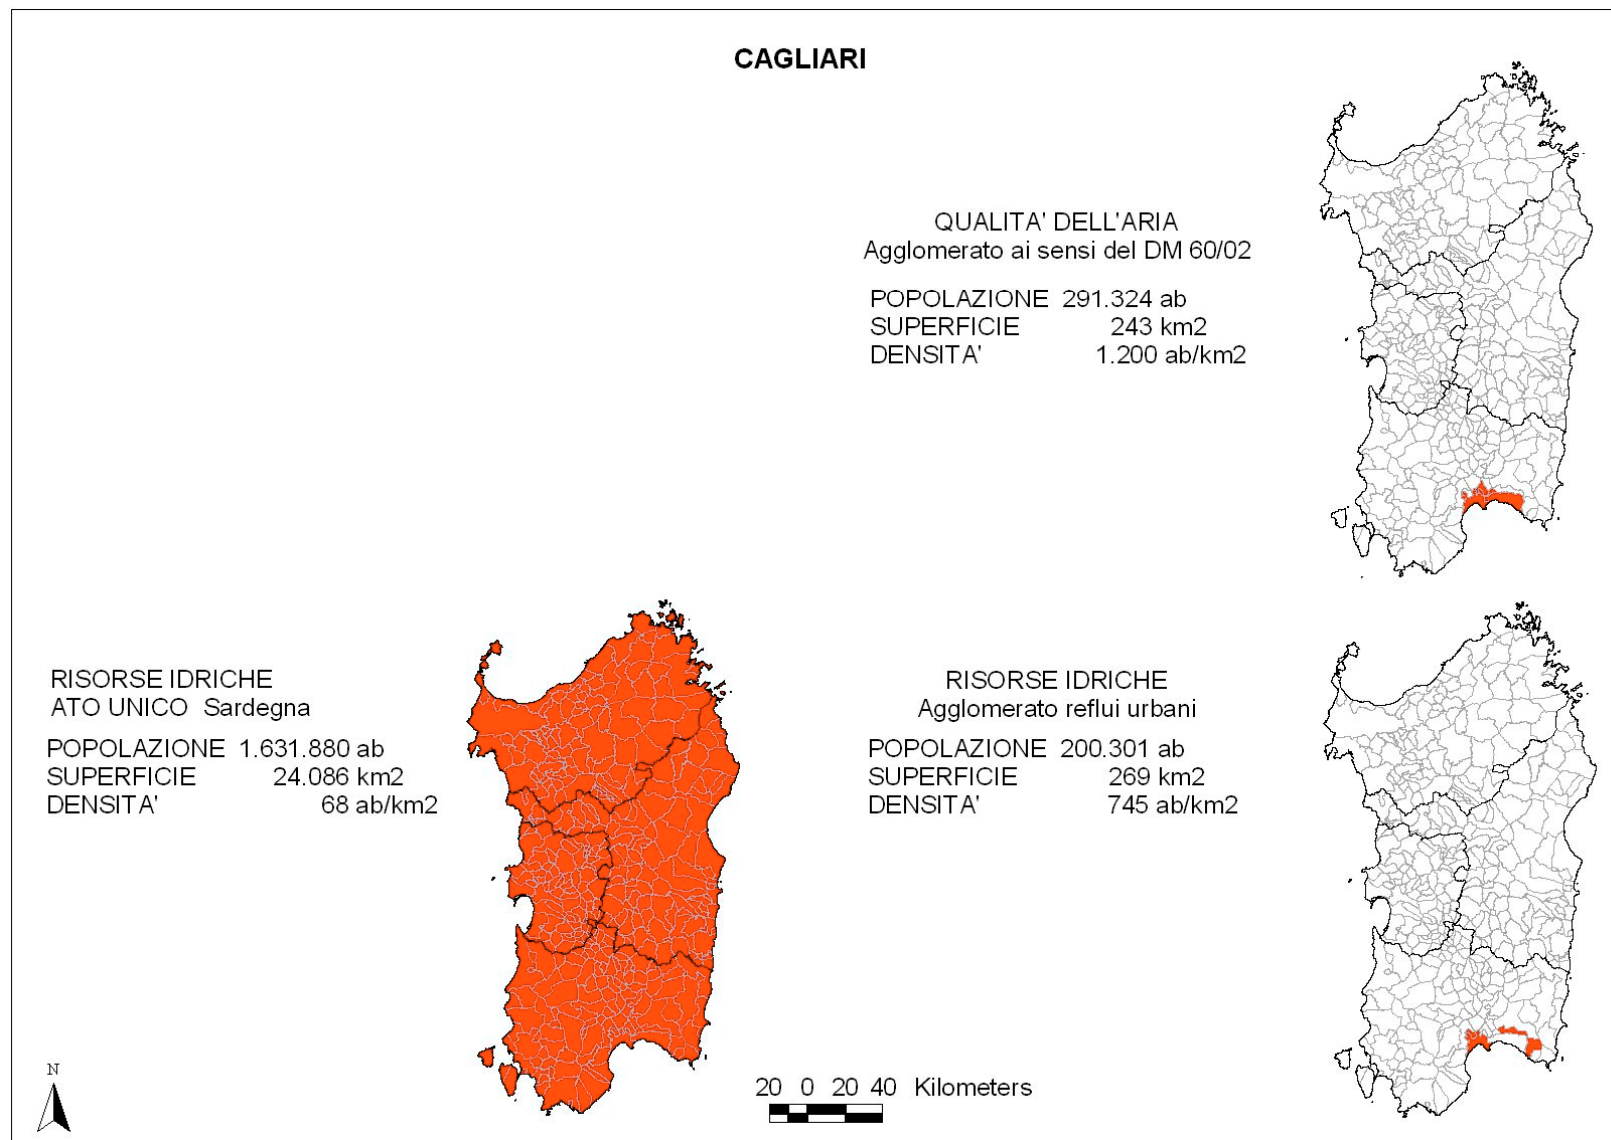 CAGLIARI
QUALITA' DELL'ARIA
Agglomerato ai sensi del DM 60/02
POPOLAZIONE 291.324 ab
SUPERFICIE 243 km2
DENSITA' 1.200 ab/km2
RISORSE IDRICHE
ATO UNICO Sardegna
POPOLAZIONE 1.631.880 ab
SUPERFICIE 24.086 km2
DENSITA' 68 ab/km2
RISORSE IDRICHE
Agglomerato reflui urbani
POPOLAZIONE 200.301 ab
SUPERFICIE 269 km2
DENSITA' 745 ab/km2
N
20 0 20 40 Kilometers